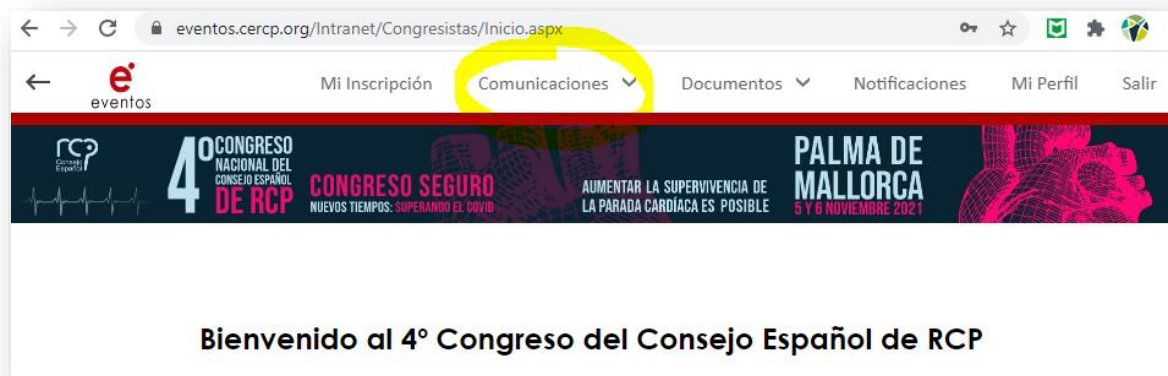 eventos.cercp.org/Intranet/Congresistas/Inicio.aspx
e eventos
Mi Inscripción Comunicaciones Documentos Notificaciones Mi Perfil Salir
rcp
Consejo
Español
4º CONGRESO
NACIONAL DEL
CONSEJO ESPAÑOL
DE RCP
CONGRESO SEGURO
NUEVOS TIEMPOS: SUPERANDO EL COVID
AUMENTAR LA SUPERVIVENCIA DE
LA PARADA CARDÍACA ES POSIBLE
PALMA DE
MALLORCA
5 Y 6 NOVIEMBRE 2021
Bienvenido al 4º Congreso del Consejo Español de RCP